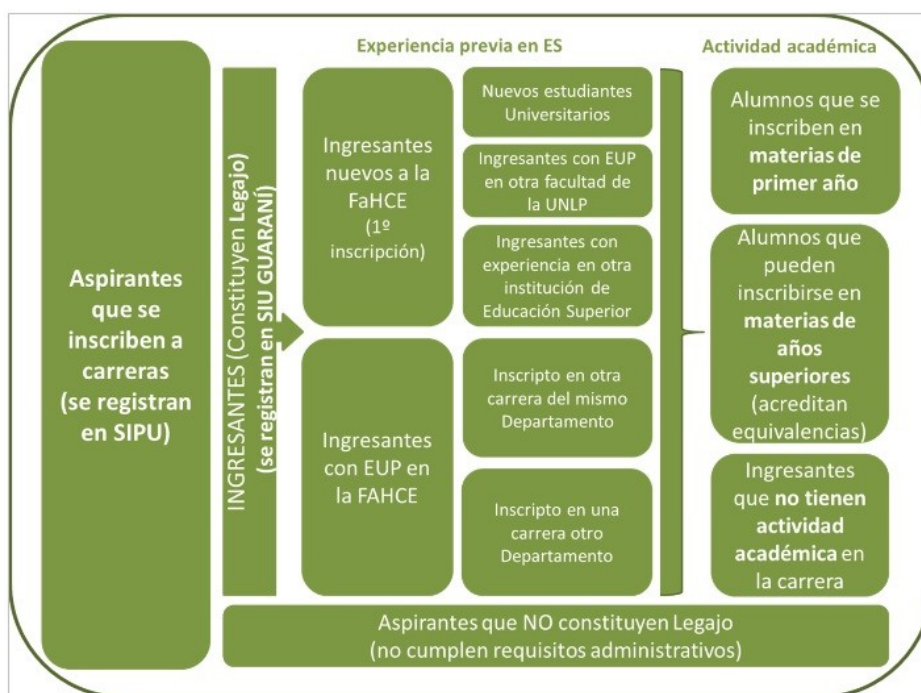 Experiencia previa en ES
Actividad académica
Aspirantes
que se
inscriben a
carreras
(se registran
en SIPU)
INGRESANTES (Constituyen Legajo)
(se registran en SIU GUARANÍ)
Ingresantes
nuevos a la
FaHCE
(1º
inscripción)
Nuevos estudiantes
Universitarios
Ingresantes con EUP
en otra facultad de
la UNLP
Ingresantes con
experiencia en otra
institución de
Educación Superior
Ingresantes
con EUP en
la FAHCE
Inscripto en otra
carrera del mismo
Departamento
Inscripto en una
carrera otro
Departamento
Alumnos que se
inscriben en
materias de
primer año
Alumnos que
pueden
inscribirse en
materias de
años
superiores
(acreditan
equivalencias)
Ingresantes
que no tienen
actividad
académica en
la carrera
Aspirantes que NO constituyen Legajo
(no cumplen requisitos administrativos)